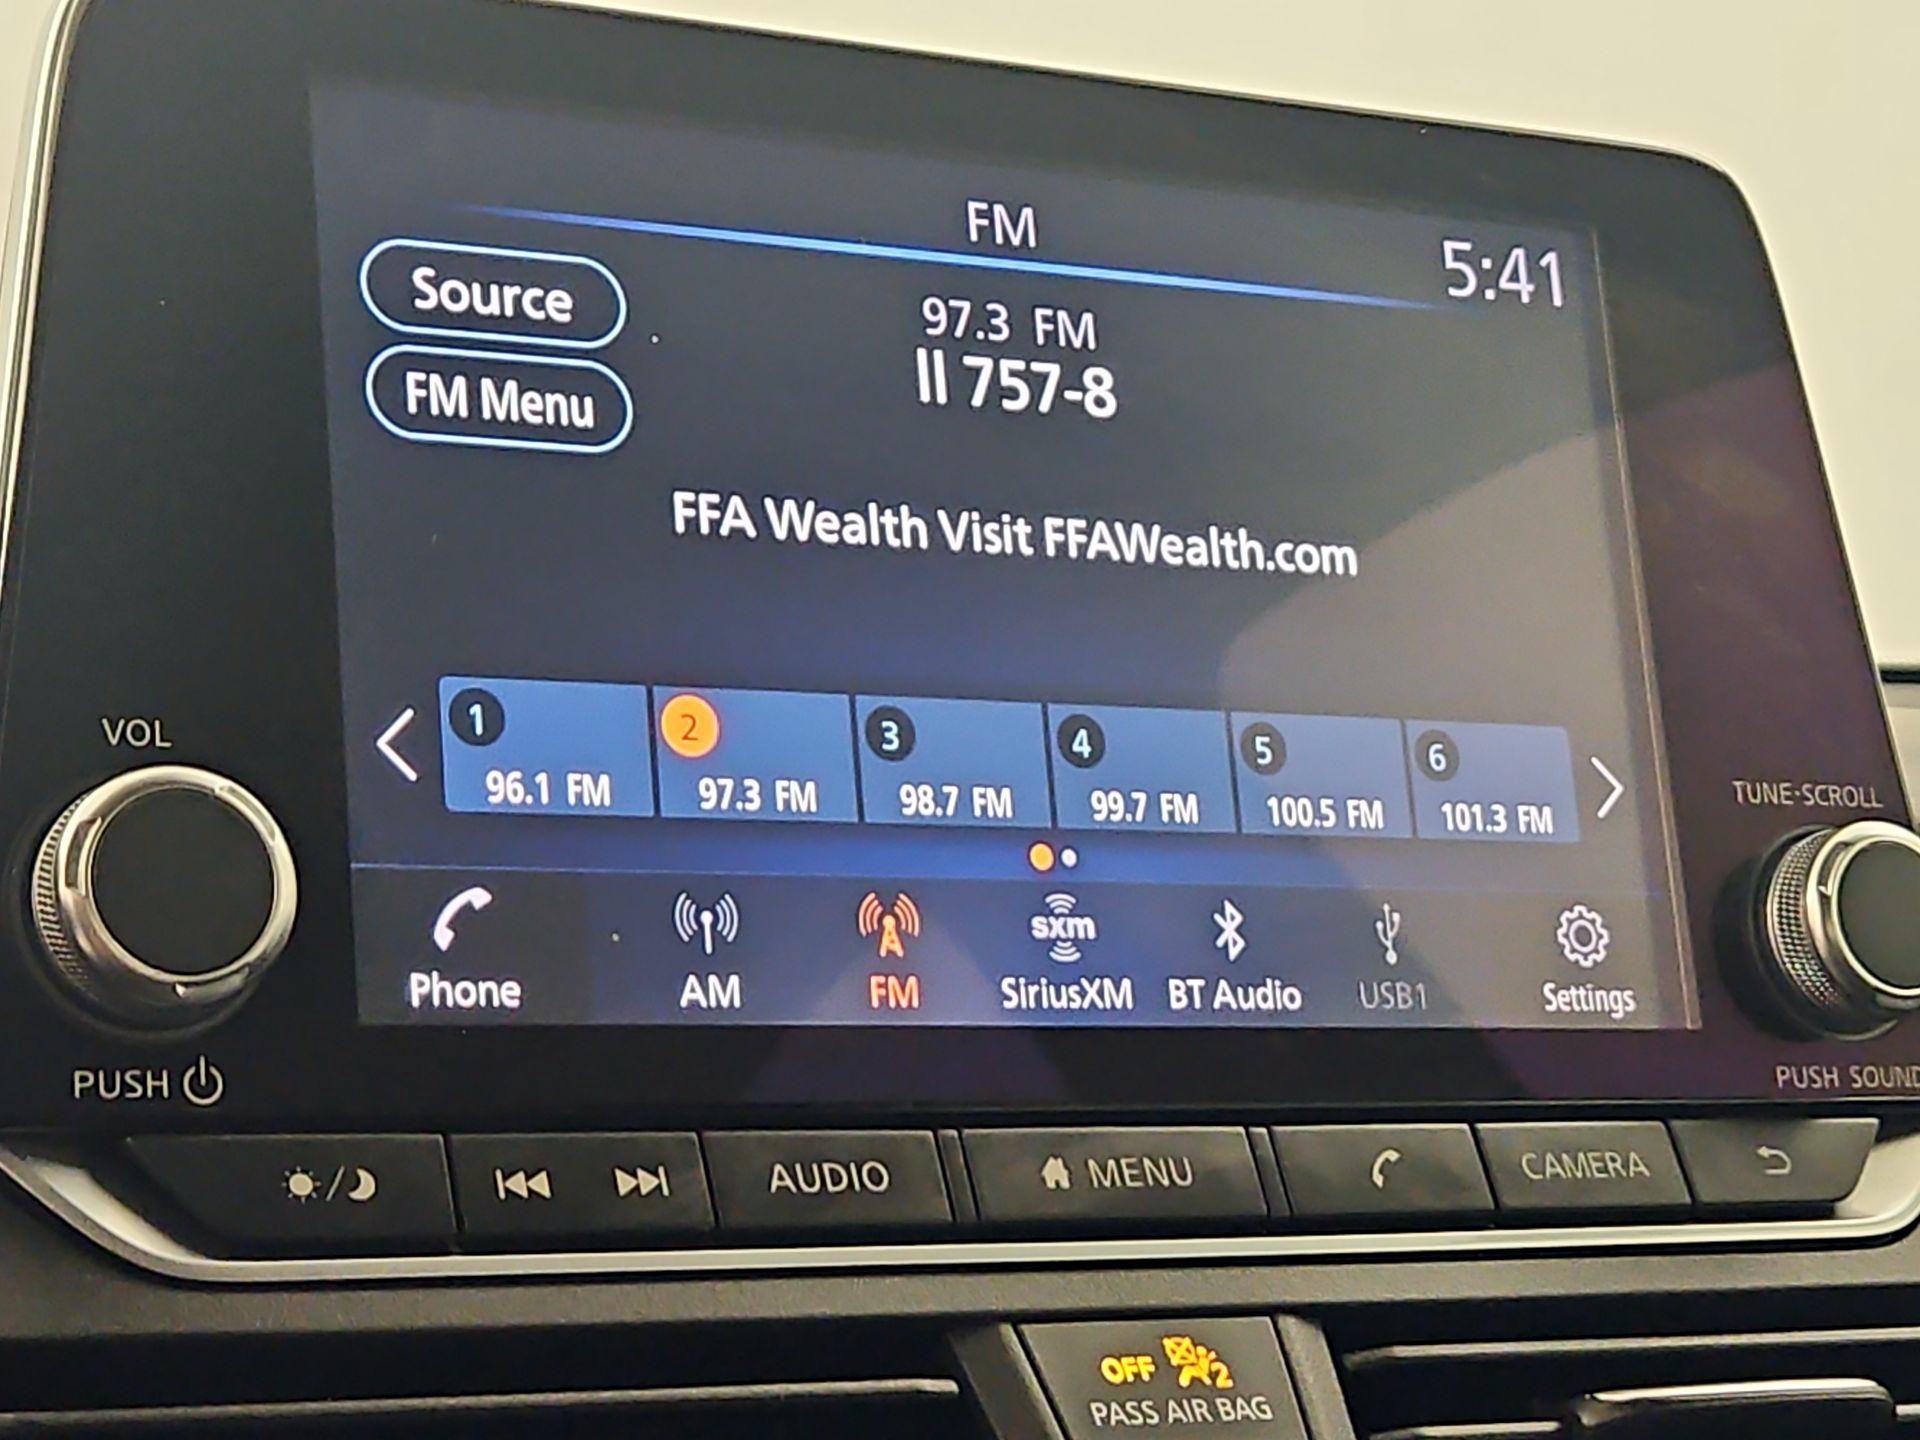 FM
5:41
Source
97.3 FM
ll 757-8
FM Menu
FFA Wealth Visit FFAWealth.com
1
2
3
4
5
6
96.1 FM
97.3 FM
98.7 FM
99.7 FM
100.5 FM
101.3 FM
sxm
Phone
AM
FM
SiriusXM
BT Audio
USB1
Settings
VOL
PUSH
TUNE·SCROLL
PUSH SOUND
AUDIO
MENU
CAMERA
OFF
2
PASS AIR BAG